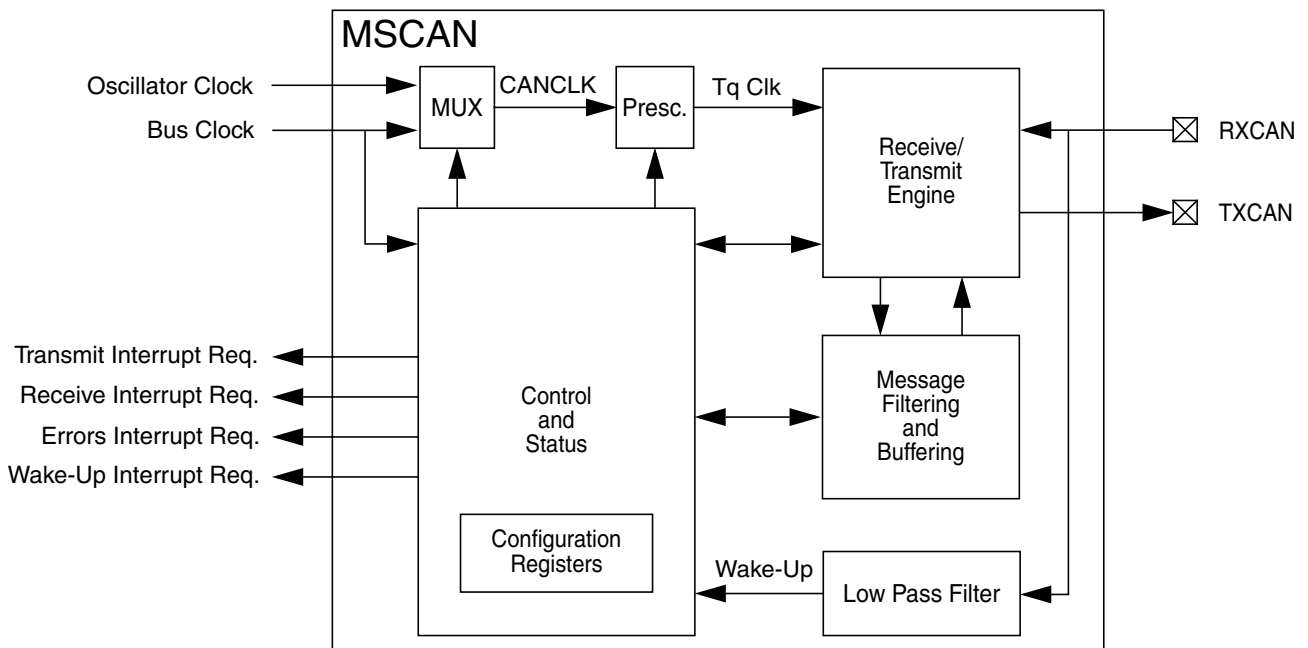 MSCAN
Oscillator Clock
MUX
CANCLK
Presc.
Tq Clk
Bus Clock
Receive/
Transmit
Engine
RXCAN
TXCAN
Transmit Interrupt Req.
Receive Interrupt Req.
Errors Interrupt Req.
Wake-Up Interrupt Req.
Control
and
Status
Message
Filtering
and
Buffering
Configuration
Registers
Wake-Up
Low Pass Filter